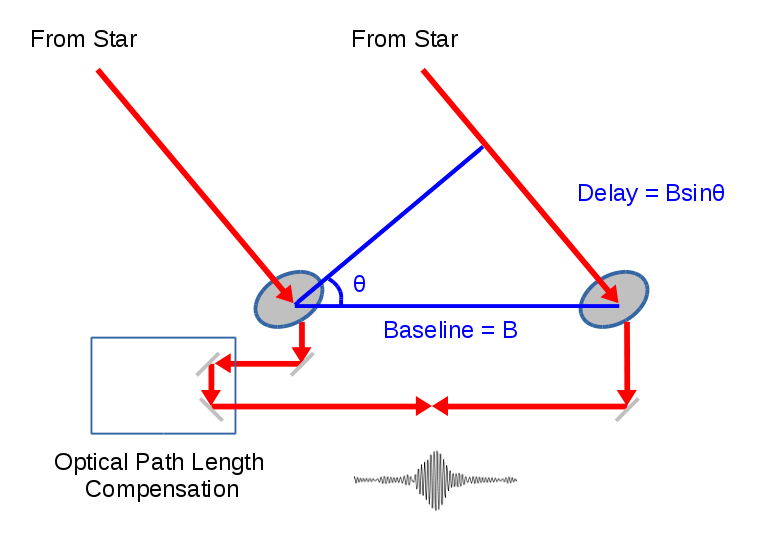 From Star
From Star
Delay = Bsinθ
θ
Baseline = B
Optical Path Length
Compensation